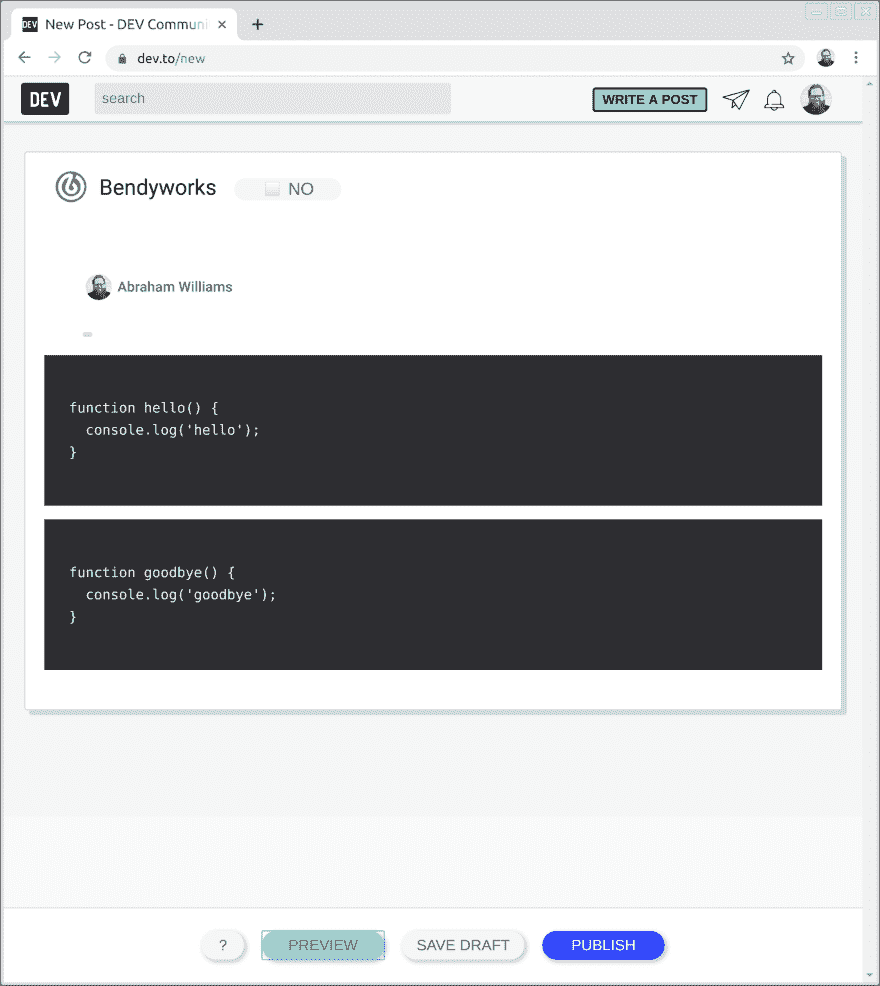 DEV New Post - DEV Communi
dev.to/new
DEV search WRITE A POST
Bendyworks NO
Abraham Williams
function hello() {
  console.log('hello');
}
function goodbye() {
  console.log('goodbye');
}
? PREVIEW SAVE DRAFT PUBLISH